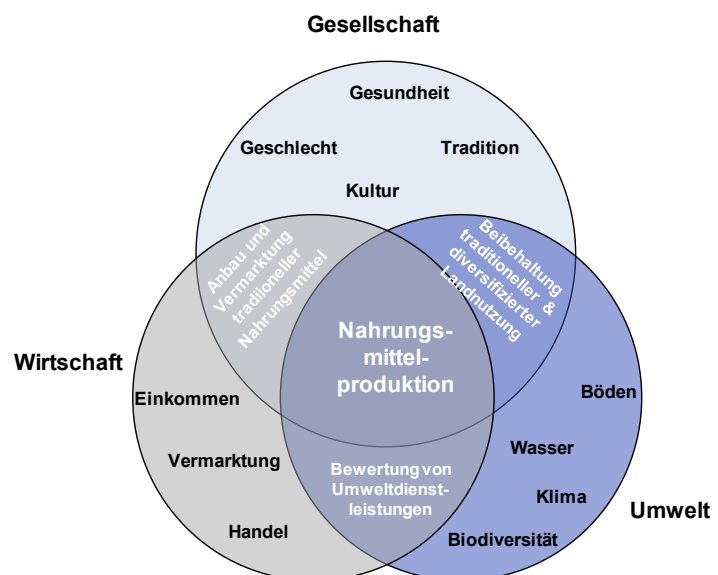 Gesellschaft
Gesundheit
Geschlecht
Tradition
Kultur
Anbau und
Vermarktung
tradiioneller
Nahrungsmittel
Beibehaltung
traditioneller &
diversifizierter
Landnutzung
Nahrungs-
mittel-
produktion
Wirtschaft
Einkommen
Vermarktung
Handel
Bewertung von
Umweltdienst-
leistungen
Böden
Wasser
Klima
Biodiversität
Umwelt